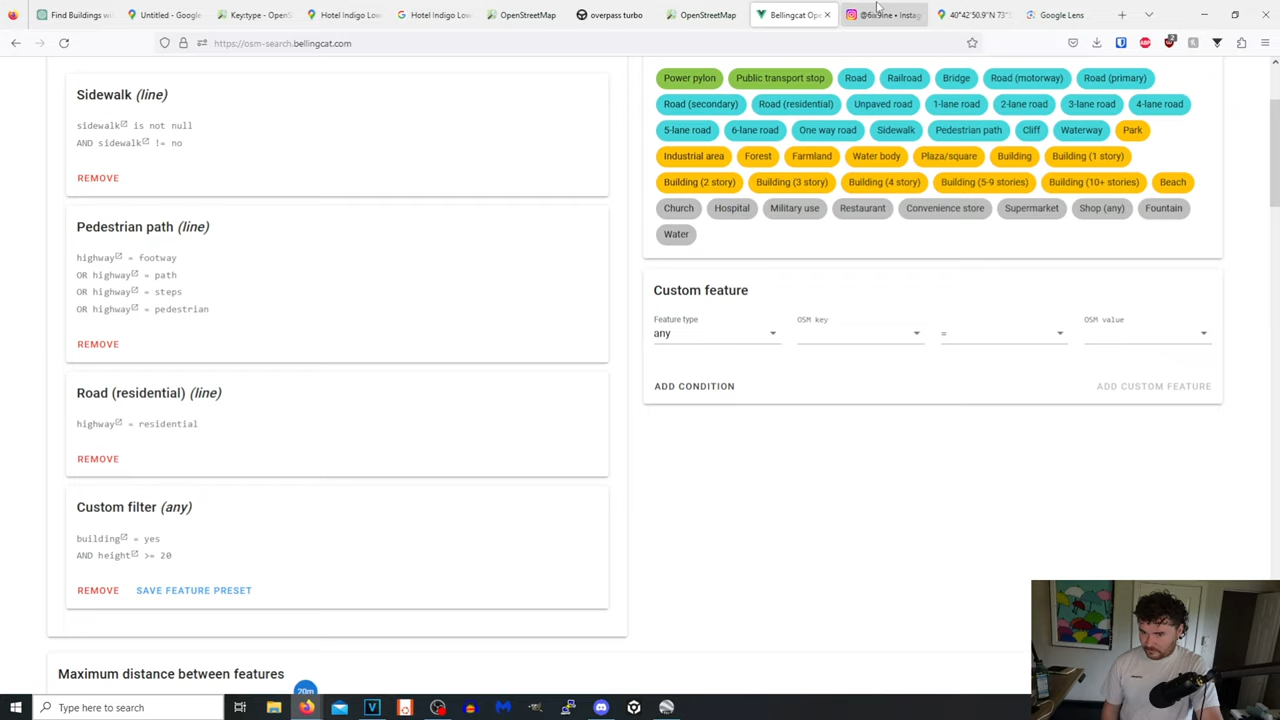 Find Buildings wi
Untitled - Google
Key:type - OpenS
Hotel Indigo Low
Hotel Indigo Low
OpenStreetMap
overpass turbo
OpenStreetMap
Bellingcat Ope
Instag
40°42'50.9"N 73°
Google Lens
https://osm-search.bellingcat.com
Sidewalk (line)
sidewalk is not null
AND sidewalk != no
REMOVE
Pedestrian path (line)
highway = footway
OR highway = path
OR highway = steps
OR highway = pedestrian
REMOVE
Road (residential) (line)
highway = residential
REMOVE
Custom filter (any)
building = yes
AND height >= 20
REMOVE SAVE FEATURE PRESET
Maximum distance between features
20m
Power pylon Public transport stop Road Railroad Bridge Road (motorway) Road (primary)
Road (secondary) Road (residential) Unpaved road 1-lane road 2-lane road 3-lane road 4-lane road
5-lane road 6-lane road One way road Sidewalk Pedestrian path Cliff Waterway Park
Industrial area Forest Farmland Water body Plaza/square Building Building (1 story)
Building (2 story) Building (3 story) Building (4 story) Building (5-9 stories) Building (10+ stories) Beach
Church Hospital Military use Restaurant Convenience store Supermarket Shop (any) Fountain
Water
Custom feature
Feature type OSM key OSM value
any =
ADD CONDITION ADD CUSTOM FEATURE
Type here to search